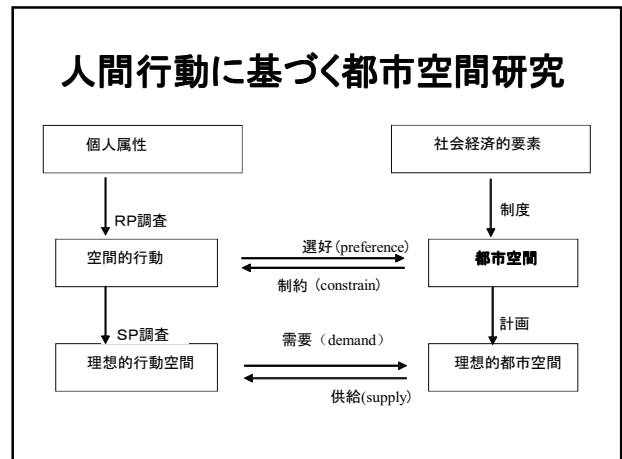 人間行動に基づく都市空間研究
個人属性
社会経済的要素
RP調査
制度
選好(preference)
空間的行動
都市空間
制約（constrain）
SP調査
需要（demand）
計画
理想的行動空間
理想的都市空間
供給(supply)